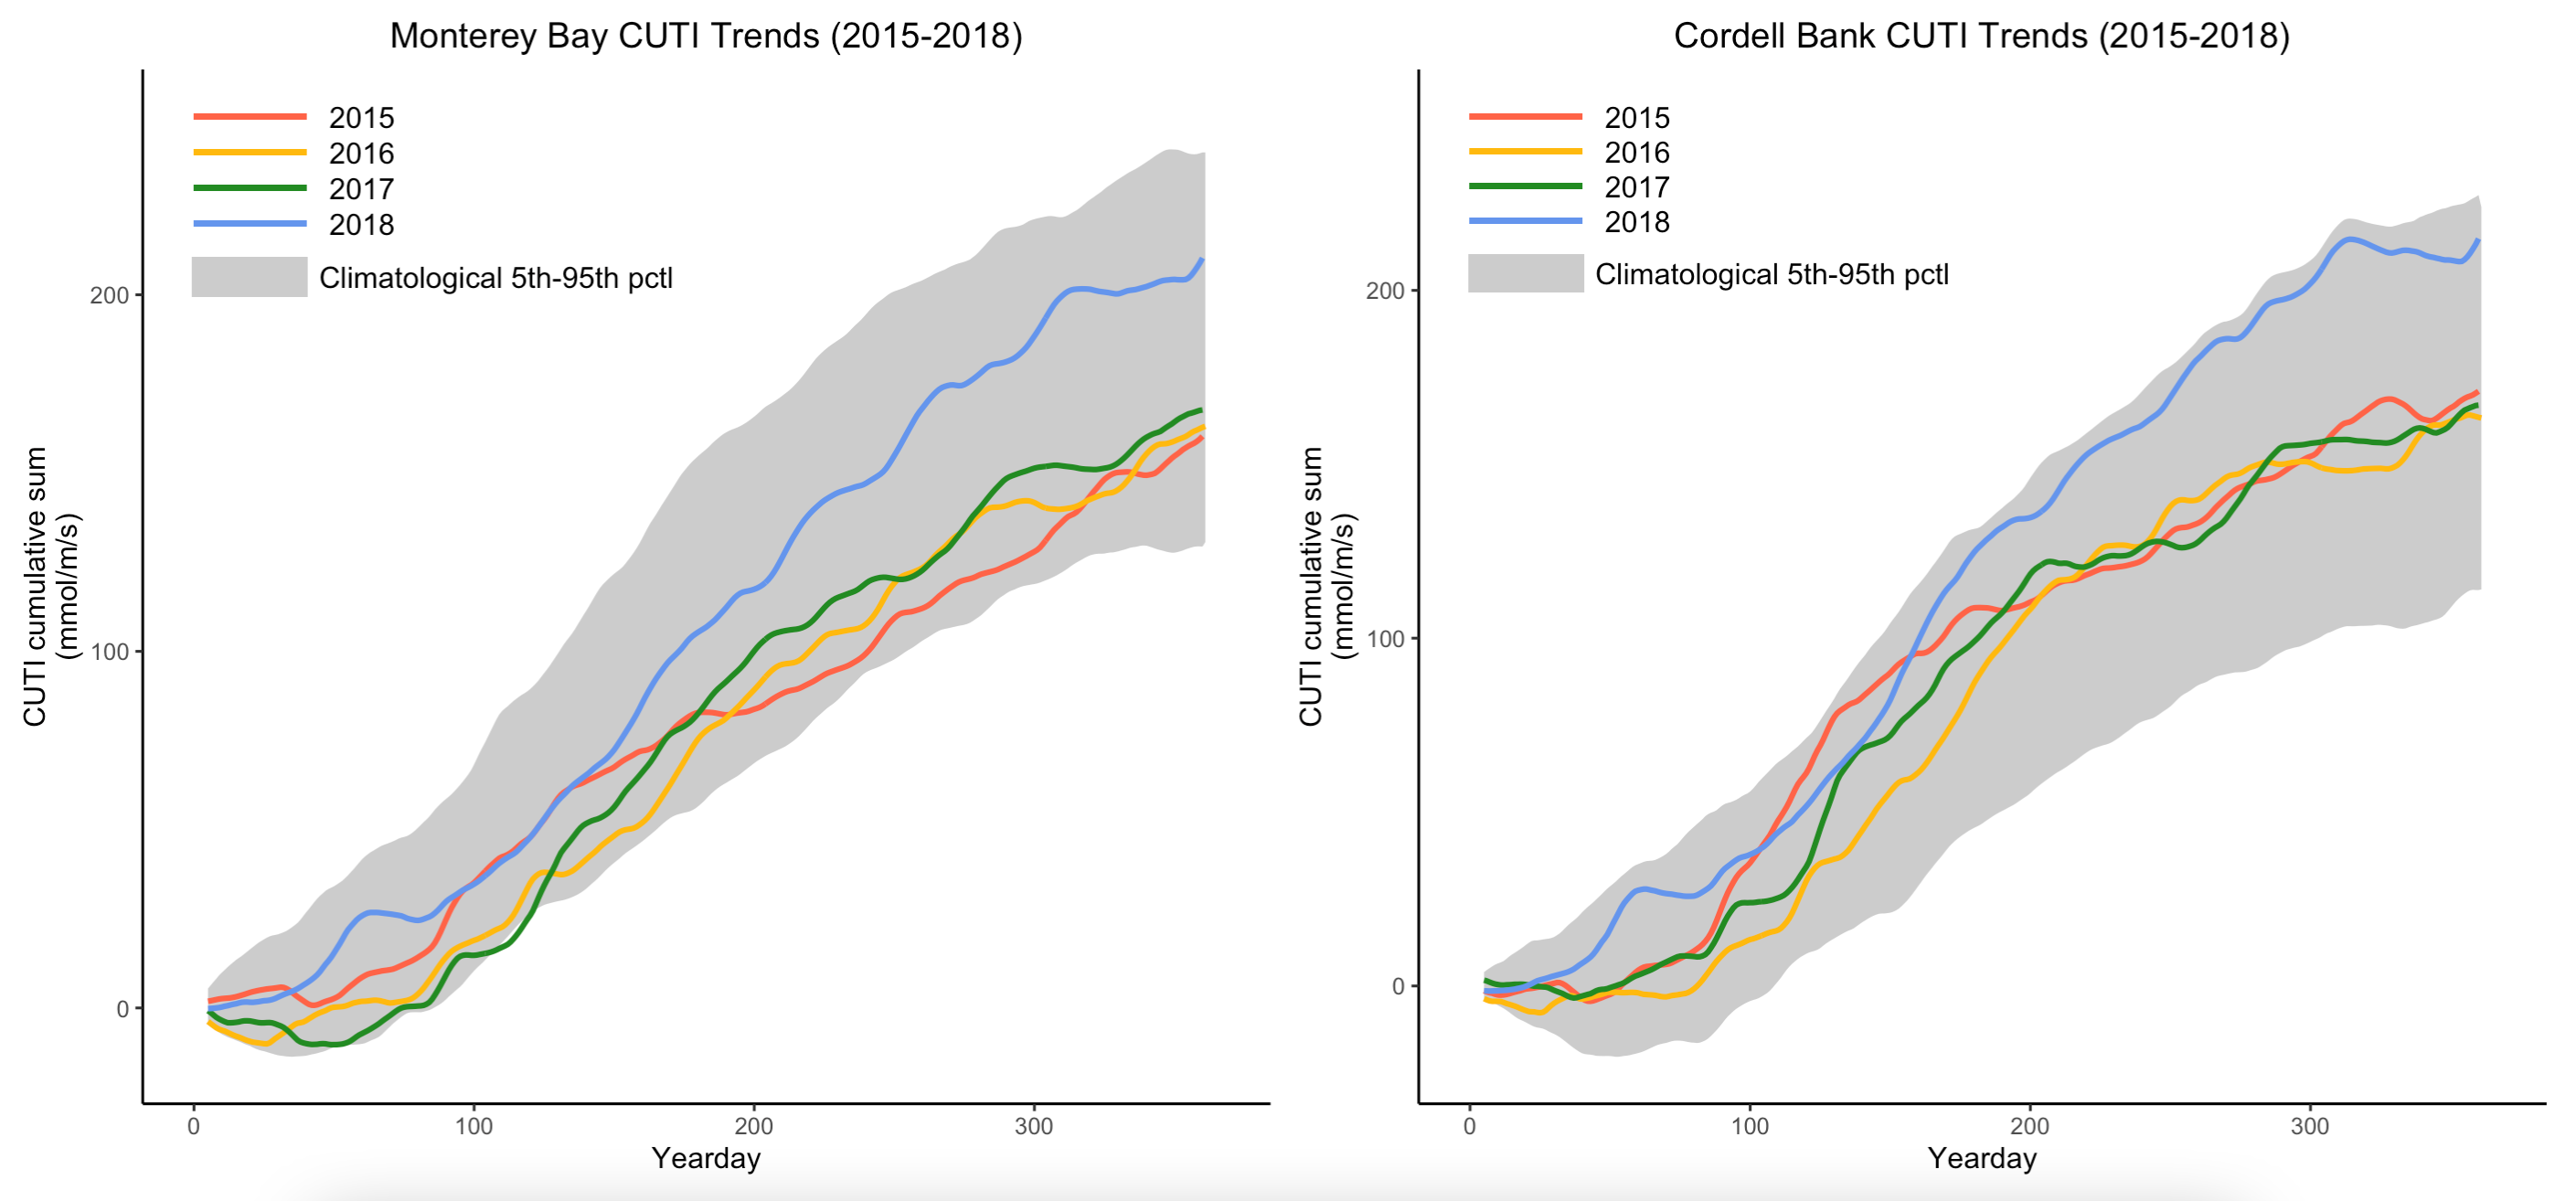 Monterey Bay CUTI Trends (2015-2018)
2015
2016
2017
2018
Climatological 5th-95th pctl
200
100
0
CUTI cumulative sum
(mmol/m/s)
0
100
200
300
Yearday
Cordell Bank CUTI Trends (2015-2018)
2015
2016
2017
2018
Climatological 5th-95th pctl
200
100
0
CUTI cumulative sum
(mmol/m/s)
0
100
200
300
Yearday